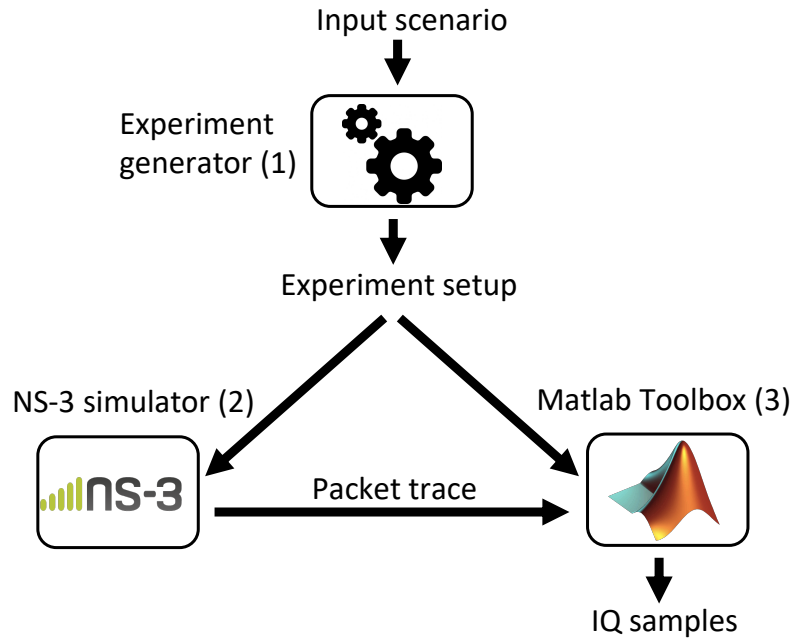 Input scenario
Experiment
generator (1)
Experiment setup
NS-3 simulator (2)
Matlab Toolbox (3)
NS-3
Packet trace
IQ samples